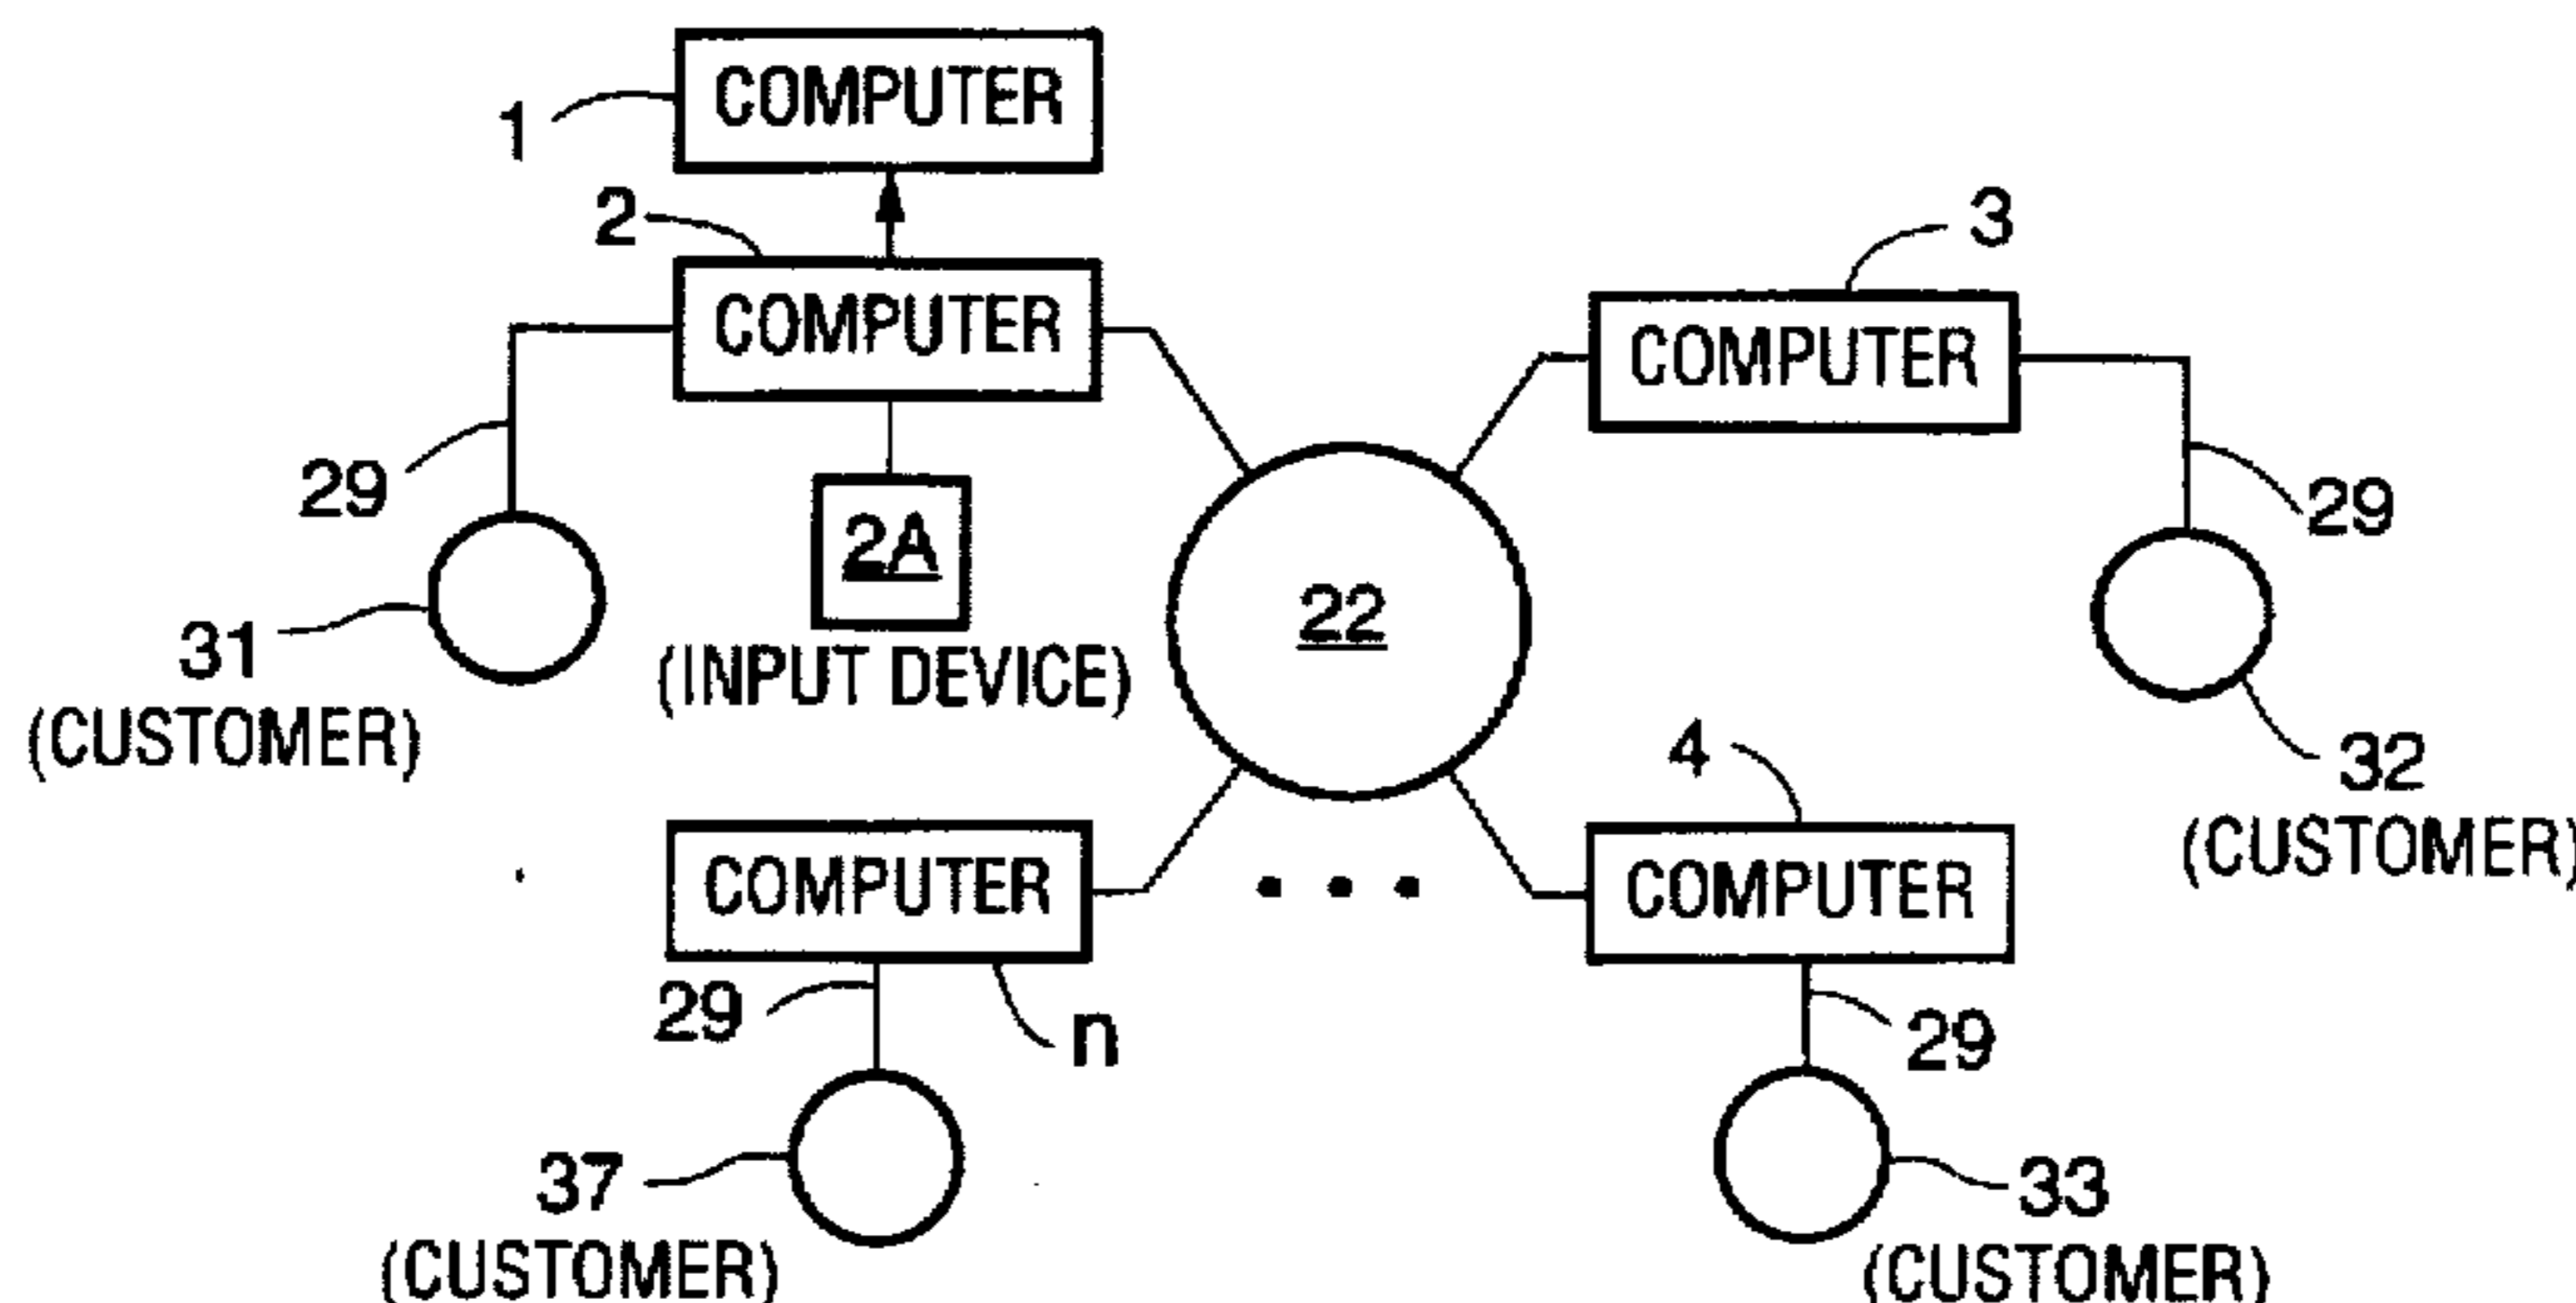 COMPUTER
1
2
COMPUTER
3
COMPUTER
29
2A
(INPUT DEVICE)
31
(CUSTOMER)
22
29
32
(CUSTOMER)
4
COMPUTER
COMPUTER
• • •
29
n
29
37
(CUSTOMER)
33
(CUSTOMER)